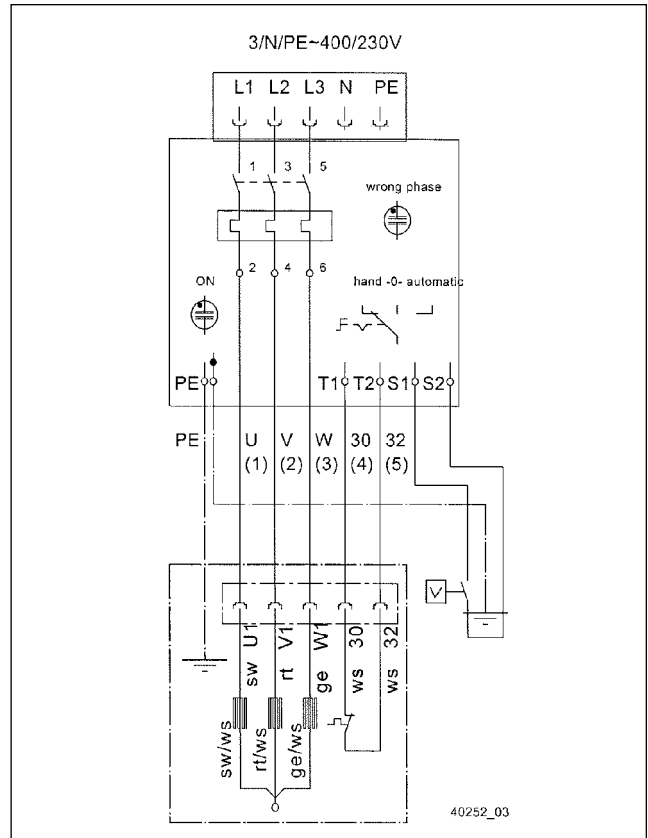 3/N/PE~400/230V
L1 L2 L3 N PE
1 3 5
wrong phase
2 4 6
ON
hand -0- automatic
PE T1 T2 S1 S2
PE U V W 30 32
(1) (2) (3) (4) (5)
U1 V1 W1 30 32
sw rt ge ws ws
sw/ws rt/ws ge/ws
40252_03